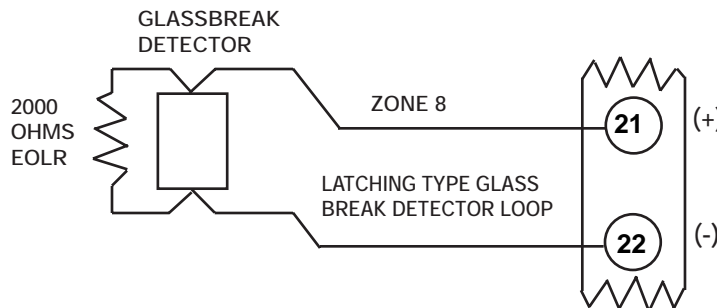 GLASSBREAK
DETECTOR
2000
OHMS
EOLR
ZONE 8
21
(+)
LATCHING TYPE GLASS
BREAK DETECTOR LOOP
22
(-)